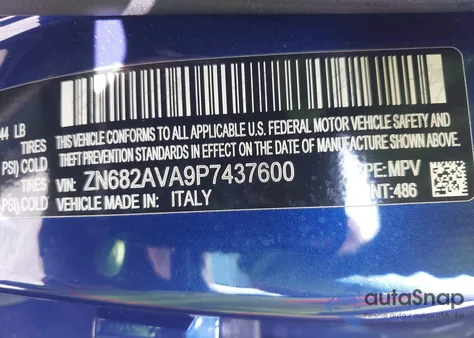 44 LB
THIS VEHICLE CONFORMS TO ALL APPLICABLE U.S. FEDERAL MOTOR VEHICLE SAFETY AND
TIRES
THEFT PREVENTION STANDARDS IN EFFECT ON THE DATE OF MANUFACTURE SHOWN ABOVE.
PSI) COLD
TIRES
VIN: ZN682AVA9P7437600 TYPE: MPV
PSI) COLD
VEHICLE MADE IN: ITALY NT: 486
autoSnap